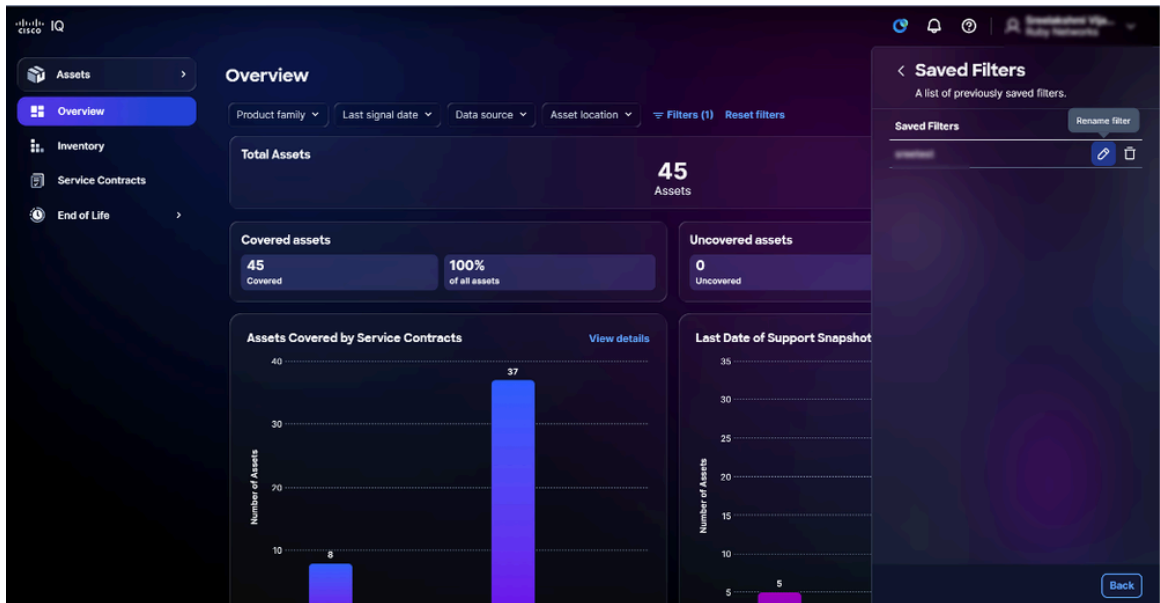 CISCO IQ
Assets
Overview
Inventory
Service Contracts
End of Life
Overview
Product family
Last signal date
Data source
Asset location
Filters (1)
Reset filters
Total Assets
45
Assets
Covered assets
45
Covered
100%
of all assets
Uncovered assets
0
Uncovered
Assets Covered by Service Contracts
View details
40
37
30
20
10
8
Number of Assets
Last Date of Support Snapshot
35
30
25
20
15
10
5
5
Number of Assets
Saved Filters
A list of previously saved filters.
Saved Filters
Rename filter
Back